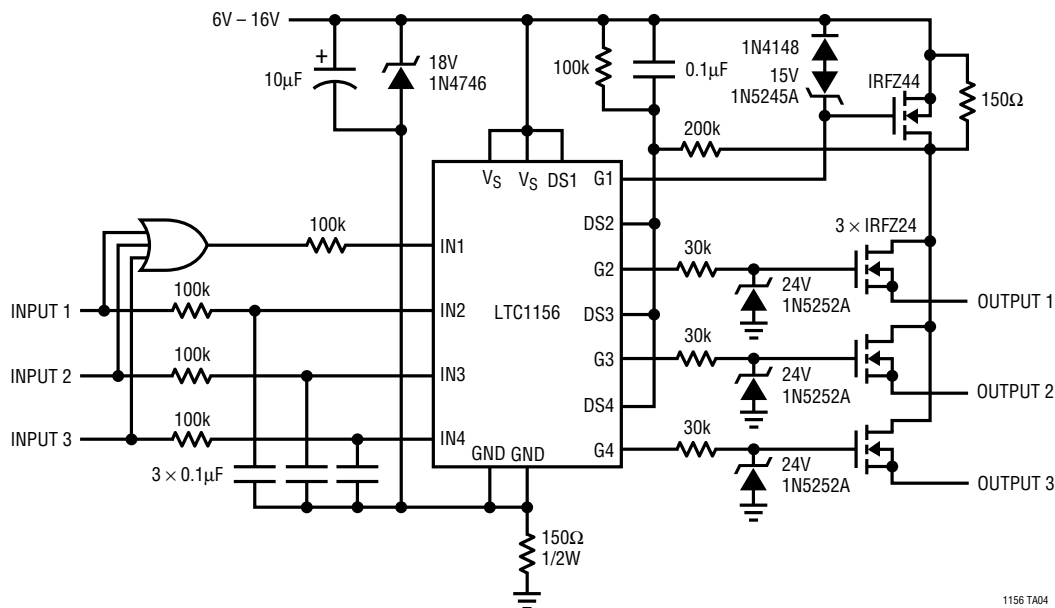 6V – 16V
+
10µF
18V
1N4746
100k
0.1µF
1N4148
15V
1N5245A
IRFZ44
150Ω
200k
VS VS DS1
G1
DS2
G2
DS3
G3
DS4
G4
LTC1156
IN1
IN2
IN3
IN4
GND GND
100k
INPUT 1
100k
INPUT 2
100k
INPUT 3
100k
3 × 0.1µF
150Ω
1/2W
3 × IRFZ24
30k
24V
1N5252A
OUTPUT 1
30k
24V
1N5252A
OUTPUT 2
30k
24V
1N5252A
OUTPUT 3
1156 TA04